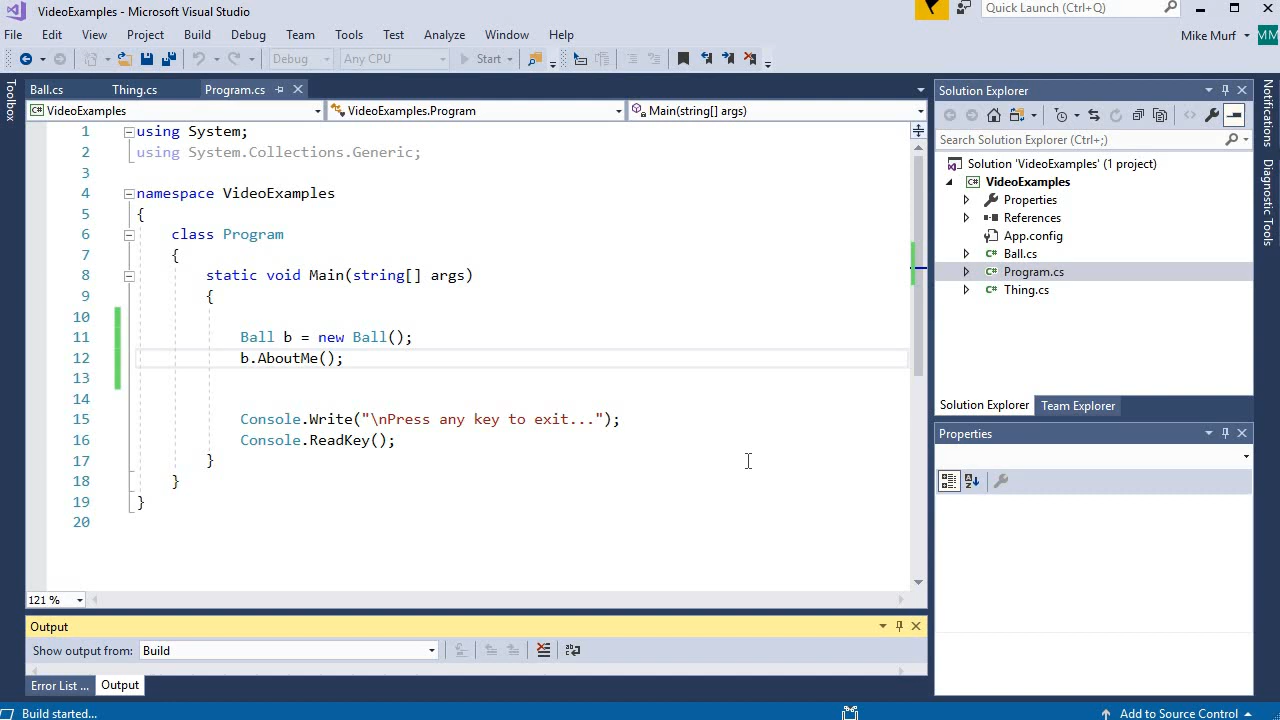 VideoExamples - Microsoft Visual Studio
Quick Launch (Ctrl+Q)
File Edit View Project Build Debug Team Tools Test Analyze Window Help
Mike Murf MM
Debug Any CPU Start
Toolbox
Ball.cs Thing.cs Program.cs
VideoExamples VideoExamples.Program Main(string[] args)
1 using System;
2 using System.Collections.Generic;
3
4 namespace VideoExamples
5 {
6 class Program
7 {
8 static void Main(string[] args)
9 {
10
11 Ball b = new Ball();
12 b.AboutMe();
13
14
15 Console.Write("\nPress any key to exit...");
16 Console.ReadKey();
17 }
18 }
19 }
20
121 %
Output
Show output from: Build
Error List ... Output
Build started...
Solution Explorer
Search Solution Explorer (Ctrl+;)
Solution 'VideoExamples' (1 project)
VideoExamples
Properties
References
App.config
C# Ball.cs
C# Program.cs
C# Thing.cs
Solution Explorer Team Explorer
Properties
Notifications
Diagnostic Tools
Add to Source Control